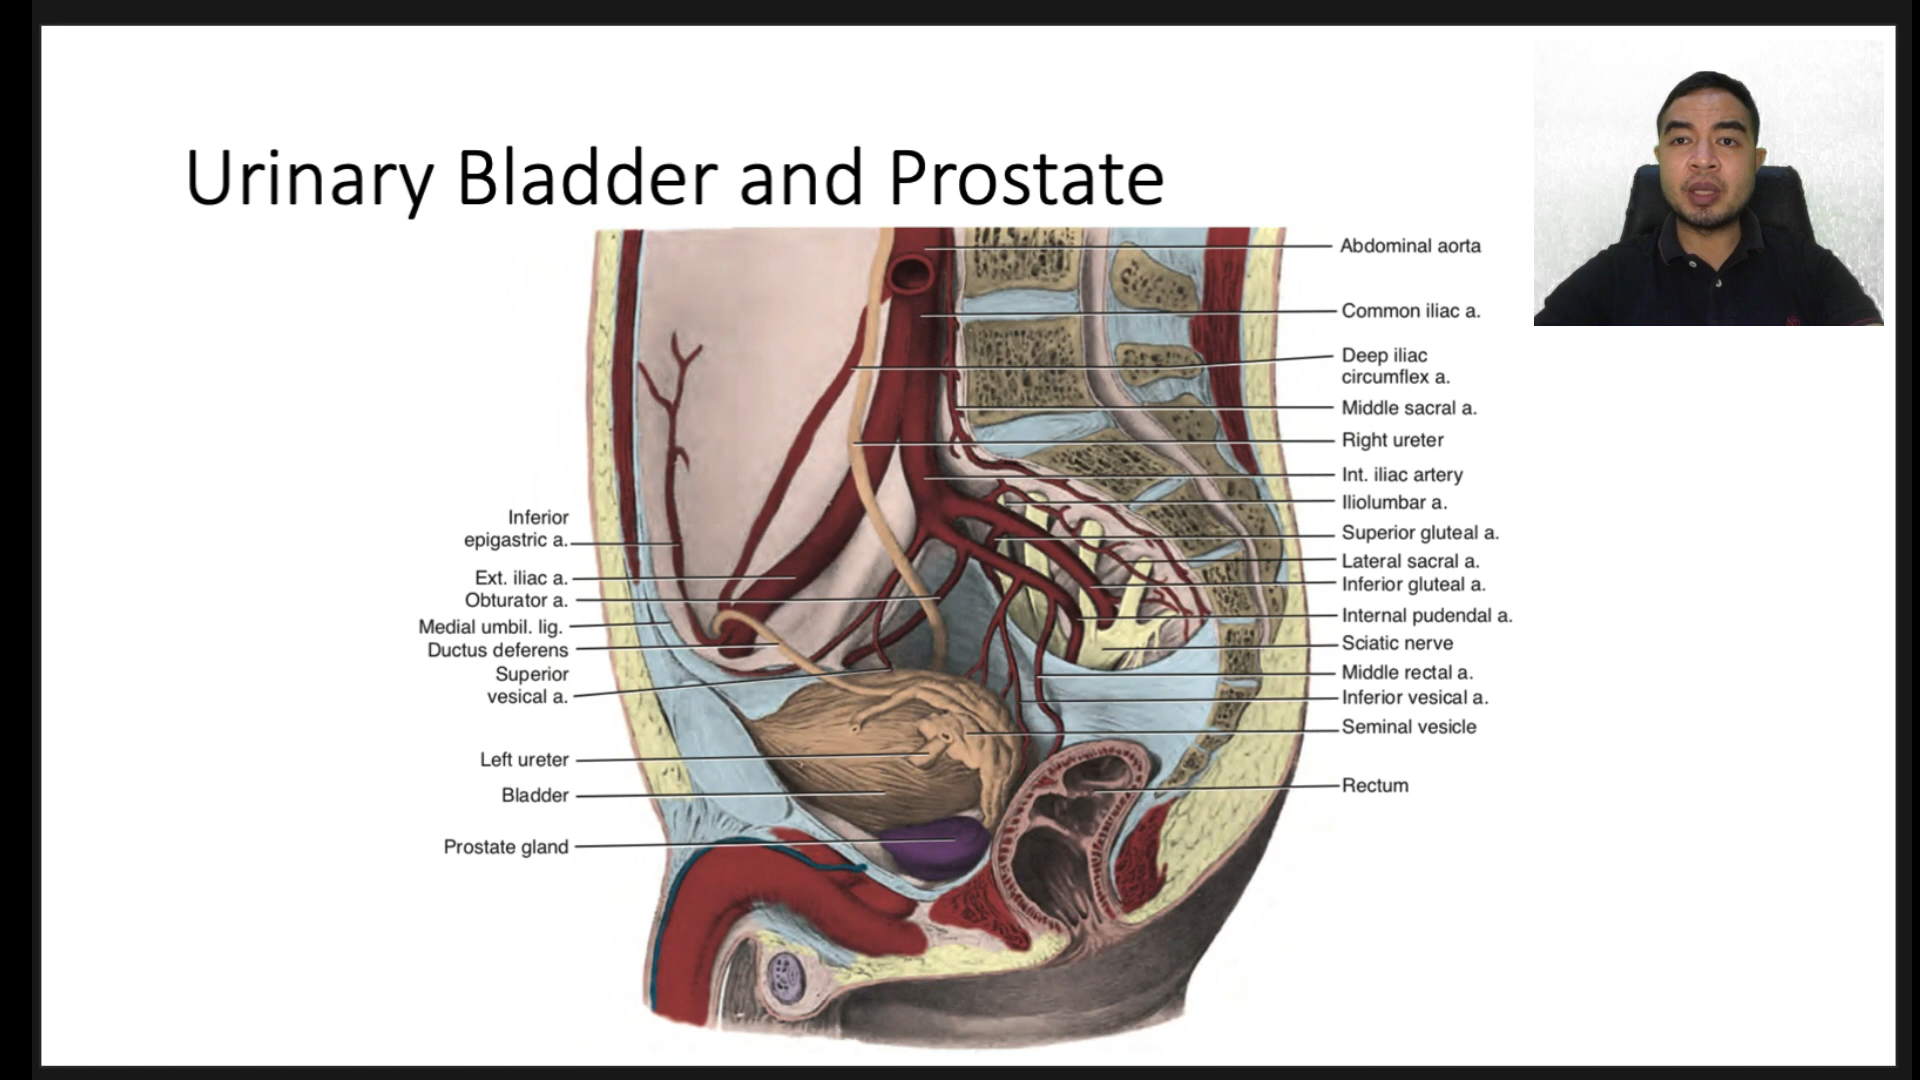 Urinary Bladder and Prostate
Abdominal aorta
Common iliac a.
Deep iliac
circumflex a.
Middle sacral a.
Right ureter
Int. iliac artery
Iliolumbar a.
Superior gluteal a.
Lateral sacral a.
Inferior gluteal a.
Internal pudendal a.
Sciatic nerve
Middle rectal a.
Inferior vesical a.
Seminal vesicle
Rectum
Inferior
epigastric a.
Ext. iliac a.
Obturator a.
Medial umbil. lig.
Ductus deferens
Superior
vesical a.
Left ureter
Bladder
Prostate gland